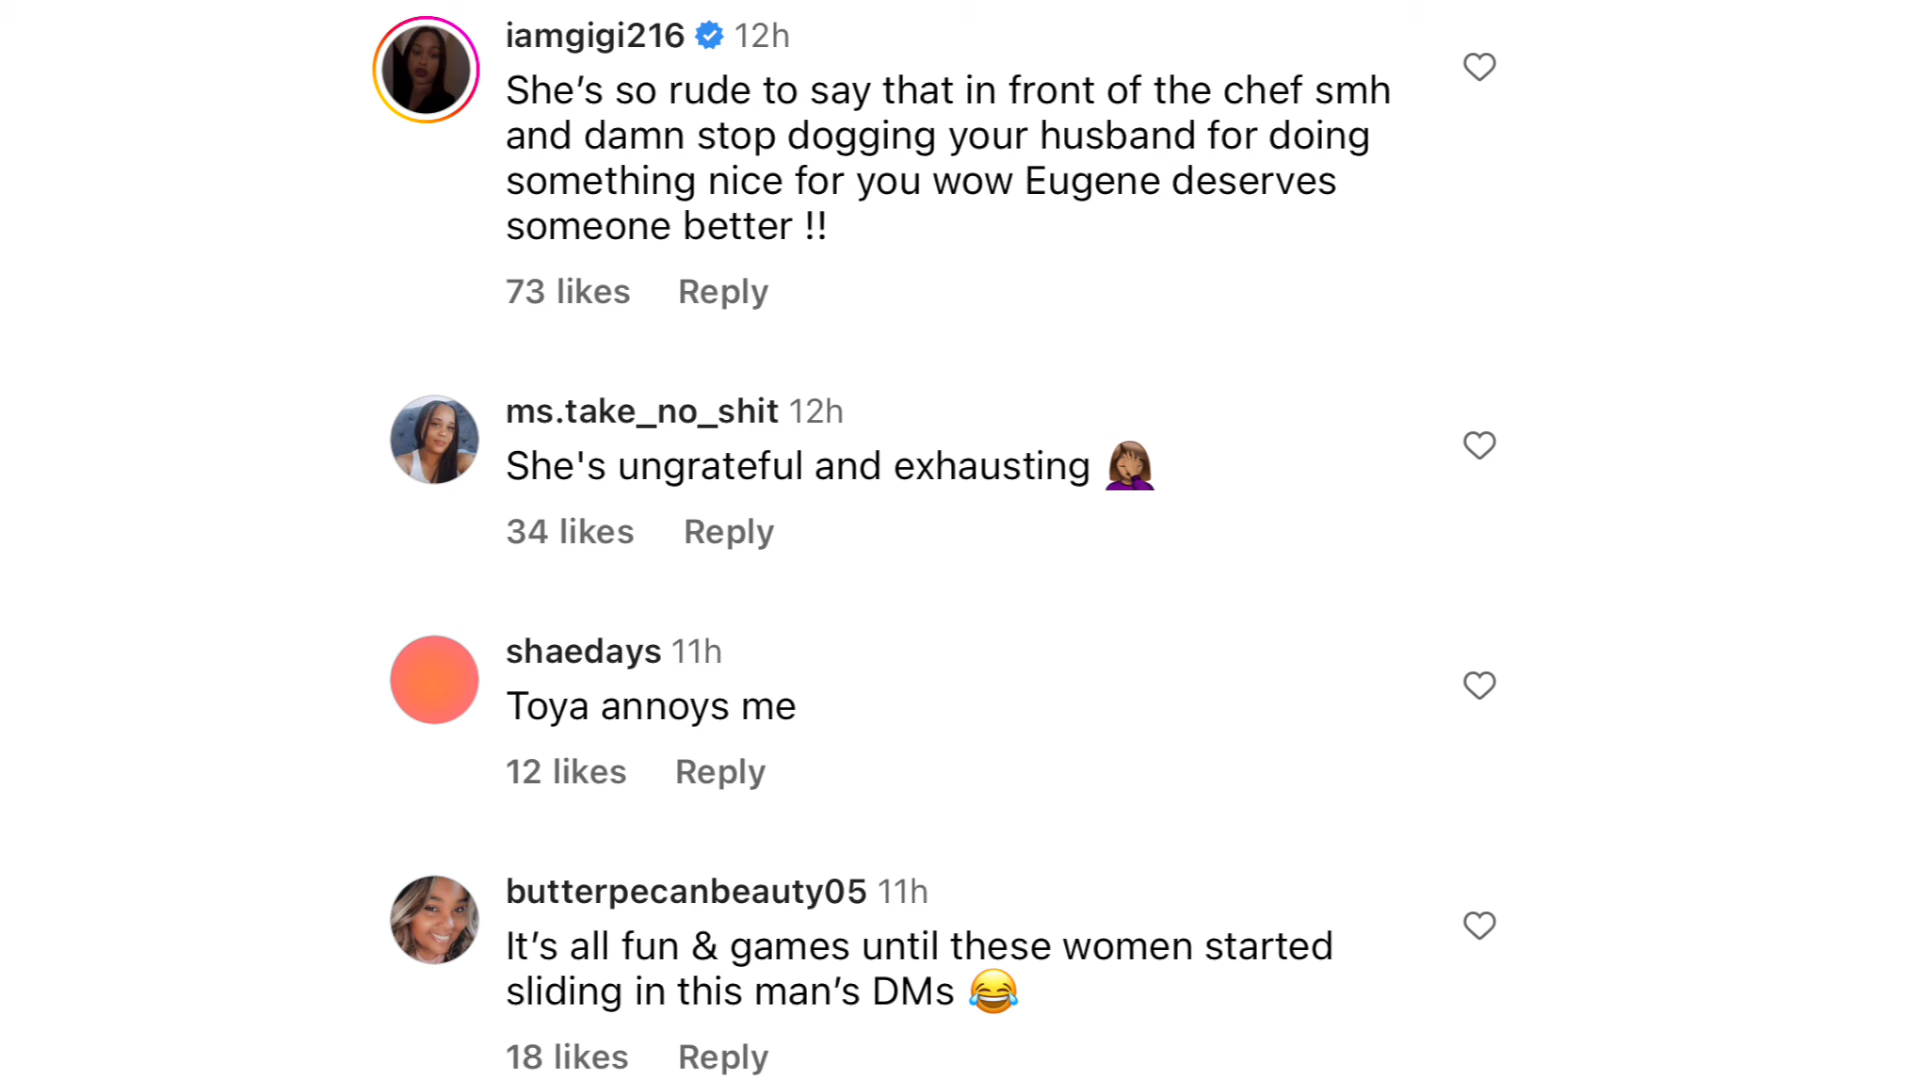 iamgigi216 12h
She’s so rude to say that in front of the chef smh
and damn stop dogging your husband for doing
something nice for you wow Eugene deserves
someone better !!
73 likes Reply
ms.take_no_shit 12h
She's ungrateful and exhausting 🤦🏽‍♀️
34 likes Reply
shaedays 11h
Toya annoys me
12 likes Reply
butterpecanbeauty05 11h
It’s all fun & games until these women started
sliding in this man’s DMs 😂
18 likes Reply